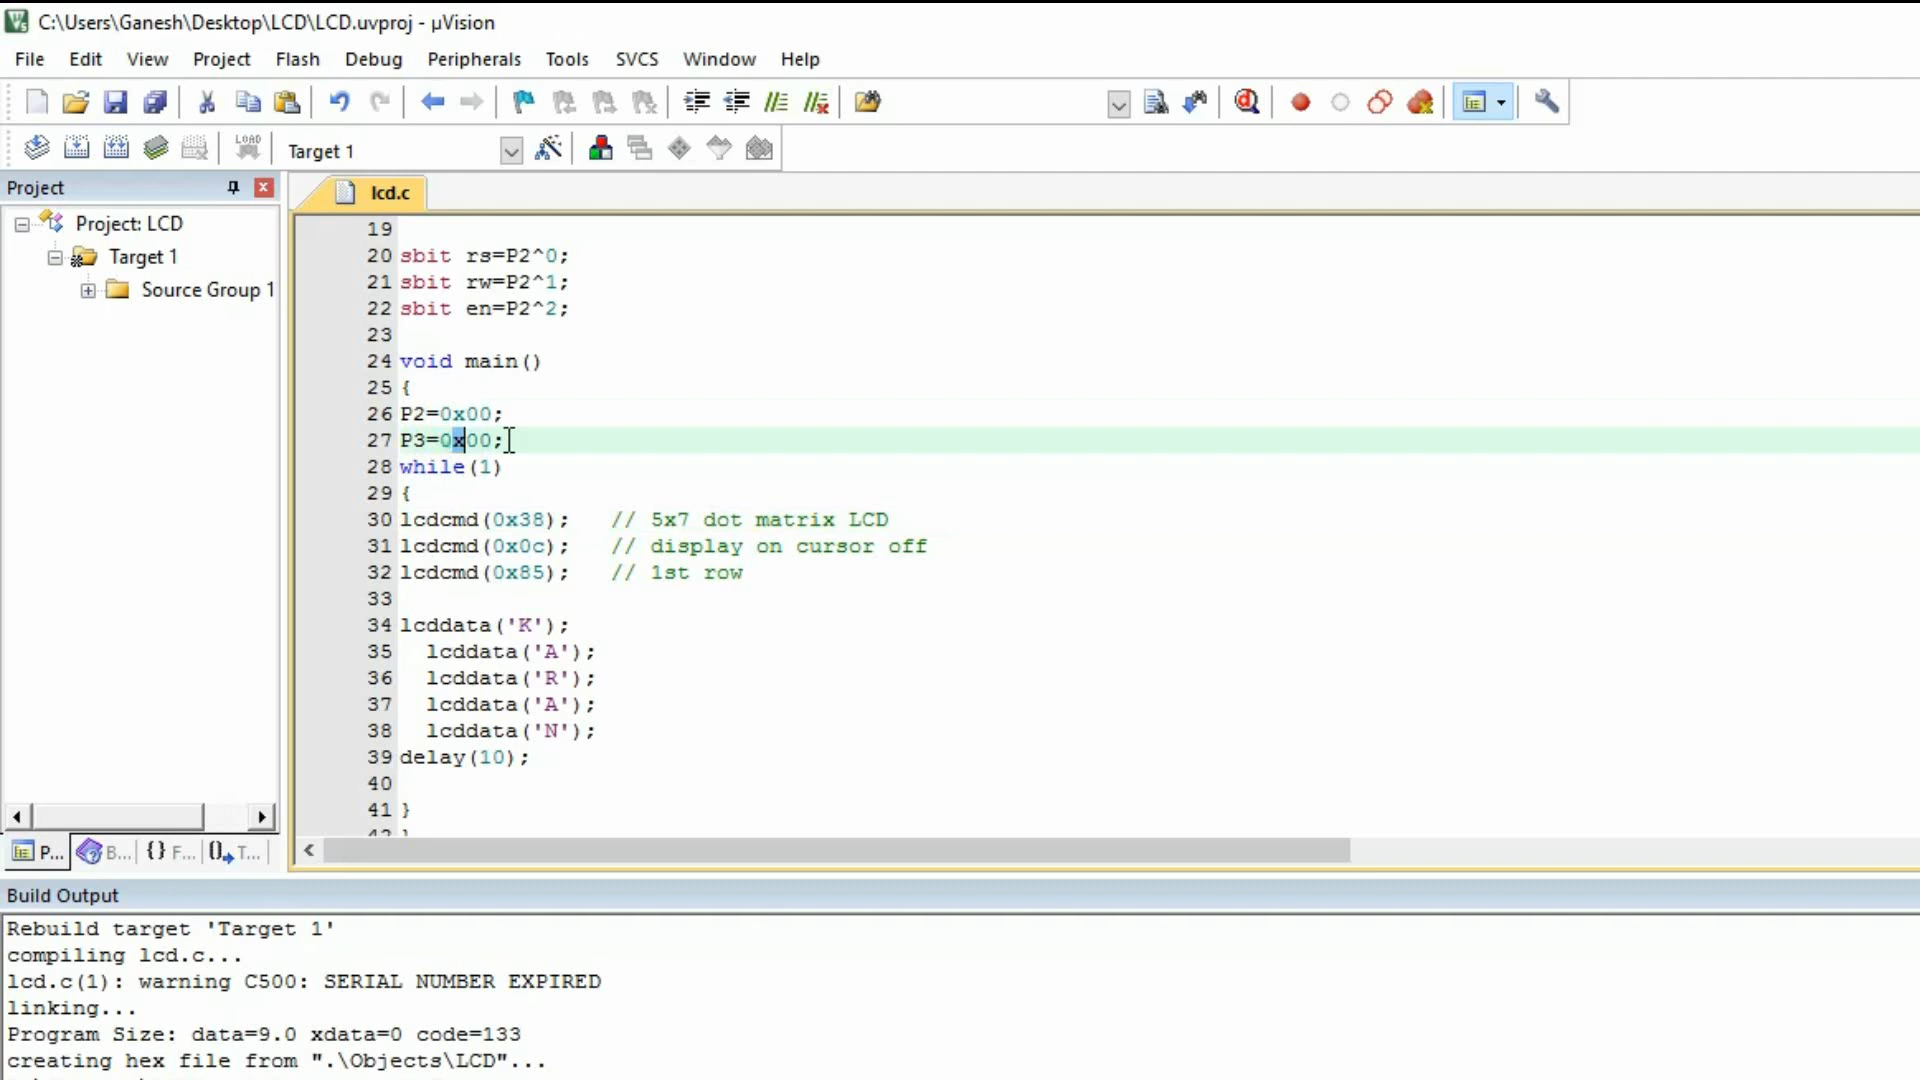 C:\Users\Ganesh\Desktop\LCD\LCD.uvproj - µVision
File Edit View Project Flash Debug Peripherals Tools SVCS Window Help
LOAD Target 1
Project
lcd.c
Project: LCD
Target 1
Source Group 1
19
20 sbit rs=P2^0;
21 sbit rw=P2^1;
22 sbit en=P2^2;
23
24 void main()
25 {
26 P2=0x00;
27 P3=0x00;
28 while(1)
29 {
30 lcdcmd(0x38); // 5x7 dot matrix LCD
31 lcdcmd(0x0c); // display on cursor off
32 lcdcmd(0x85); // 1st row
33
34 lcddata('K');
35 lcddata('A');
36 lcddata('R');
37 lcddata('A');
38 lcddata('N');
39 delay(10);
40
41 }
P... B... {} F... 0 T...
Build Output
Rebuild target 'Target 1'
compiling lcd.c...
lcd.c(1): warning C500: SERIAL NUMBER EXPIRED
linking...
Program Size: data=9.0 xdata=0 code=133
creating hex file from ".\Objects\LCD"...